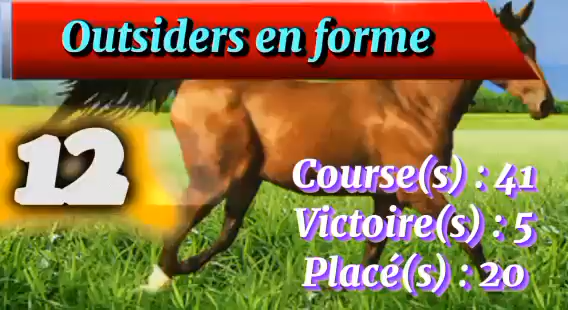 Outsiders en forme
12
Course(s) : 41
Victoire(s) : 5
Placé(s) : 20